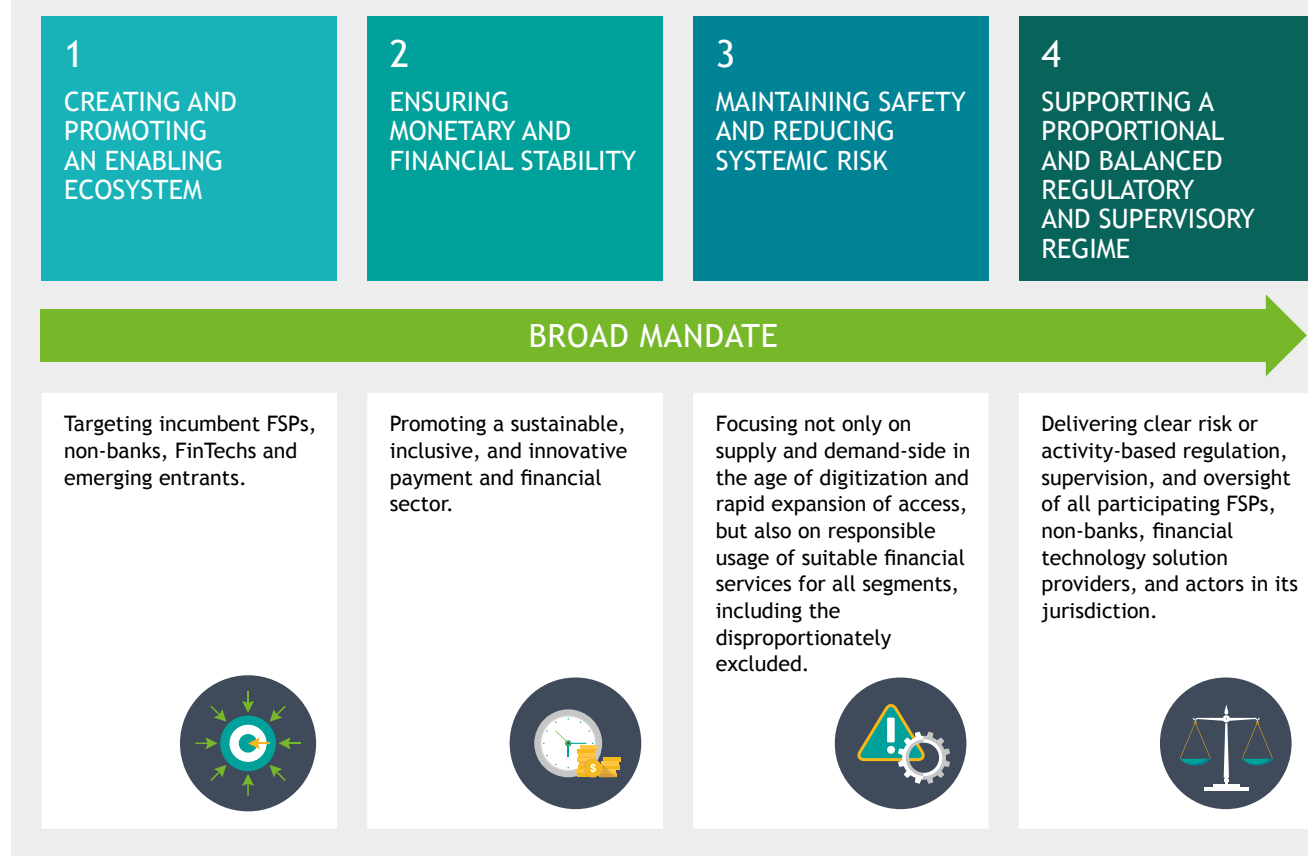 1
CREATING AND
PROMOTING
AN ENABLING
ECOSYSTEM
2
ENSURING
MONETARY AND
FINANCIAL STABILITY
3
MAINTAINING SAFETY
AND REDUCING
SYSTEMIC RISK
4
SUPPORTING A
PROPORTIONAL
AND BALANCED
REGULATORY
AND SUPERVISORY
REGIME
BROAD MANDATE
Targeting incumbent FSPs,
non-banks, FinTechs and
emerging entrants.
Promoting a sustainable,
inclusive, and innovative
payment and financial
sector.
$
Focusing not only on
supply and demand-side in
the age of digitization and
rapid expansion of access,
but also on responsible
usage of suitable financial
services for all segments,
including the
disproportionately
excluded.
Delivering clear risk or
activity-based regulation,
supervision, and oversight
of all participating FSPs,
non-banks, financial
technology solution
providers, and actors in its
jurisdiction.